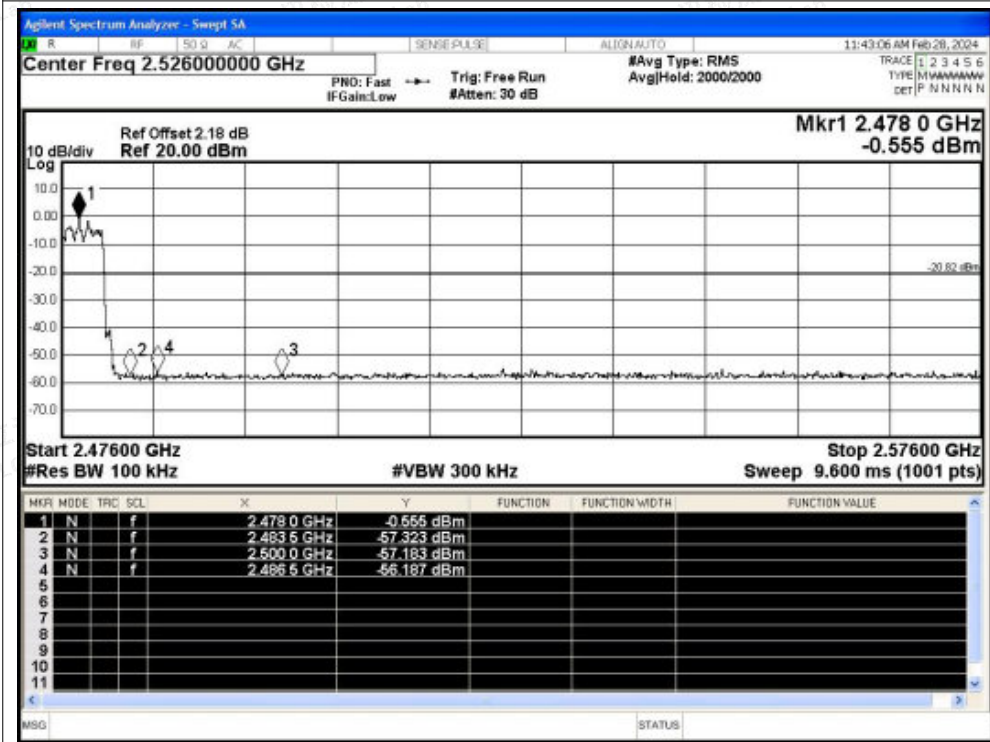 Agilent Spectrum Analyzer - Swept SA
LXI R RF 50 Ω AC SENSE:PULSE ALIGN AUTO 11:43:06 AM Feb 28, 2024
Center Freq 2.526000000 GHz #Avg Type: RMS TRACE 1 2 3 4 5 6
PNO: Fast Trig: Free Run Avg|Hold: 2000/2000 TYPE M
IFGain:Low #Atten: 30 dB DET P N N N N N
Mkr1 2.478 0 GHz
Ref Offset 2.18 dB
10 dB/div Ref 20.00 dBm -0.555 dBm
Log
10.0
1
0.00
-10.0
-20.0
-20.82 dBm
-30.0
-40.0
-50.0
2 4 3
-60.0
-70.0
Start 2.47600 GHz Stop 2.57600 GHz
#Res BW 100 kHz #VBW 300 kHz Sweep 9.600 ms (1001 pts)
MKR MODE TRC SCL X Y FUNCTION FUNCTION WIDTH FUNCTION VALUE
1 N f 2.478 0 GHz -0.555 dBm
2 N f 2.483 5 GHz -57.323 dBm
3 N f 2.500 0 GHz -57.183 dBm
4 N f 2.486 5 GHz -56.187 dBm
5
6
7
8
9
10
11
MSG STATUS